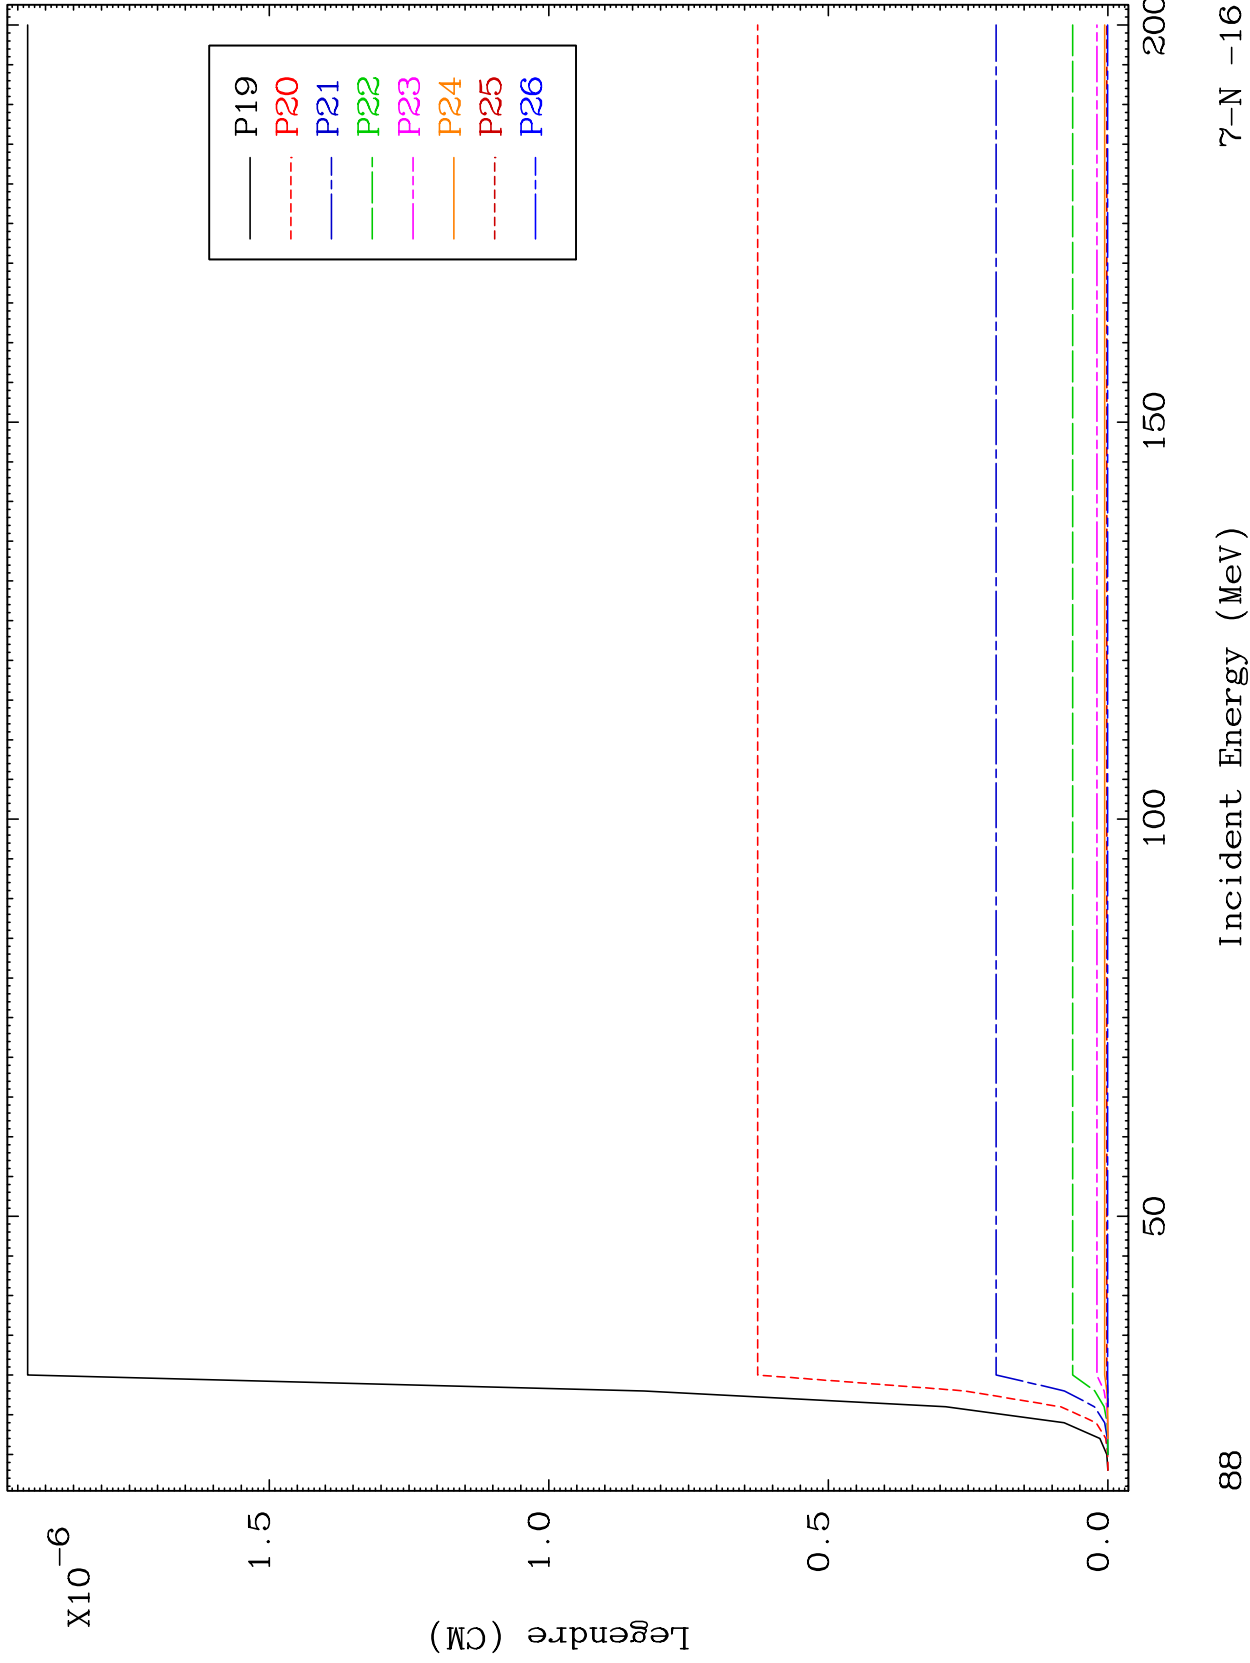 X10⁻⁶
Legendre (CM)
1.5
1.0
0.5
0.0
P19
P20
P21
P22
P23
P24
P25
P26
50
100
150
200
Incident Energy (MeV)
88
7-N -16